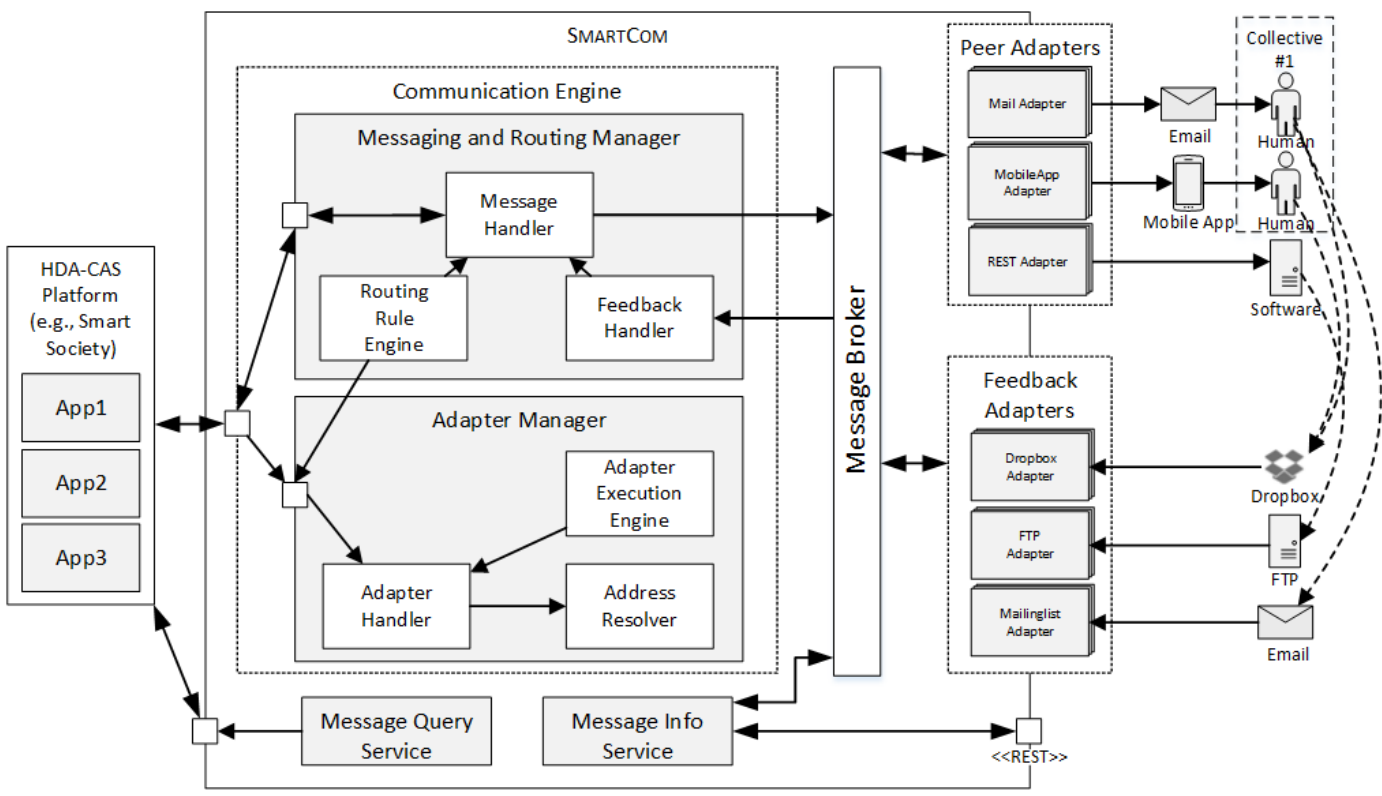 SMARTCOM
Communication Engine
Messaging and Routing Manager
Message
Handler
Routing
Rule
Engine
Feedback
Handler
Adapter Manager
Adapter
Execution
Engine
Adapter
Handler
Address
Resolver
HDA-CAS
Platform
(e.g., Smart
Society)
App1
App2
App3
Message Query
Service
Message Info
Service
<<REST>>
Message Broker
Peer Adapters
Mail Adapter
MobileApp
Adapter
REST Adapter
Email
Mobile App
Collective
#1
Human
Human
Software
Feedback
Adapters
Dropbox
Adapter
FTP
Adapter
Mailinglist
Adapter
Dropbox
FTP
Email